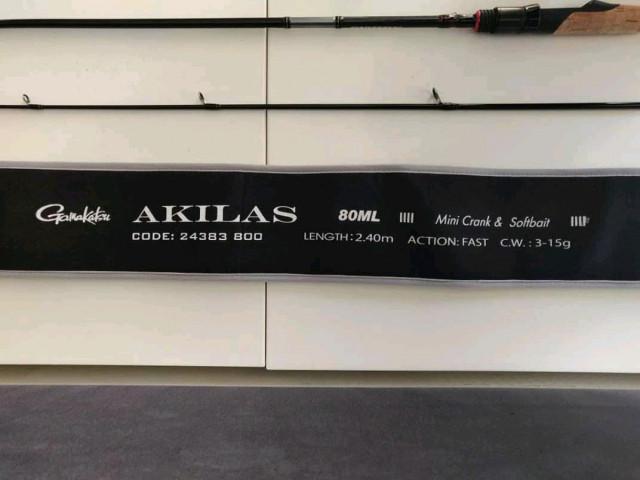 Gamakatsu AKILAS 80ML Mini Crank & Softbait
CODE: 24383 800 LENGTH: 2.40m ACTION: FAST C.W.: 3-15g